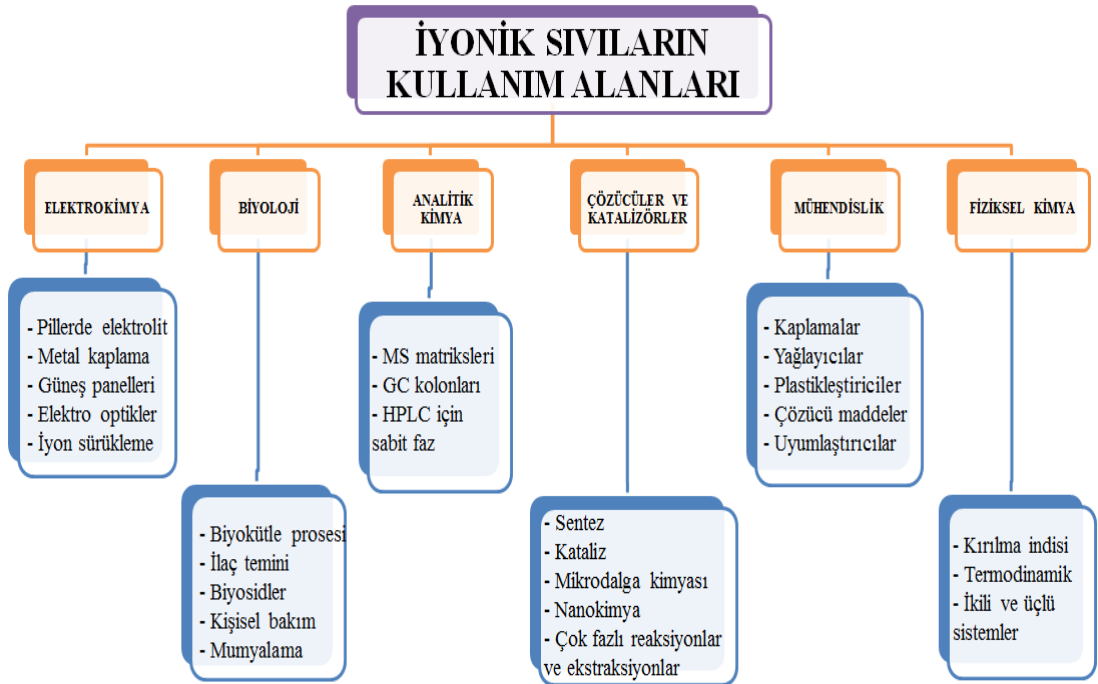 İYONİK SIVILARIN
KULLANIM ALANLARI
ELEKTROKİMYA
BİYOLOJİ
ANALİTİK
KİMYA
ÇÖZÜCÜLER VE
KATALİZÖRLER
MÜHENDİSLİK
FİZİKSEL KİMYA
- Pillerde elektrolit
- Metal kaplama
- Güneş panelleri
- Elektro optikler
- İyon sürükleme
- Biyokütle prosesi
- İlaç temini
- Biyosidler
- Kişisel bakım
- Mumyalama
- MS matriksleri
- GC kolonları
- HPLC için
sabit faz
- Sentez
- Kataliz
- Mikrodalga kimyası
- Nanokimya
- Çok fazlı reaksiyonlar
ve ekstraksiyonlar
- Kaplamalar
- Yağlayıcılar
- Plastikleştiriciler
- Çözücü maddeler
- Uyumlaştırıcılar
- Kırılma indisi
- Termodinamik
- İkili ve üçlü
sistemler